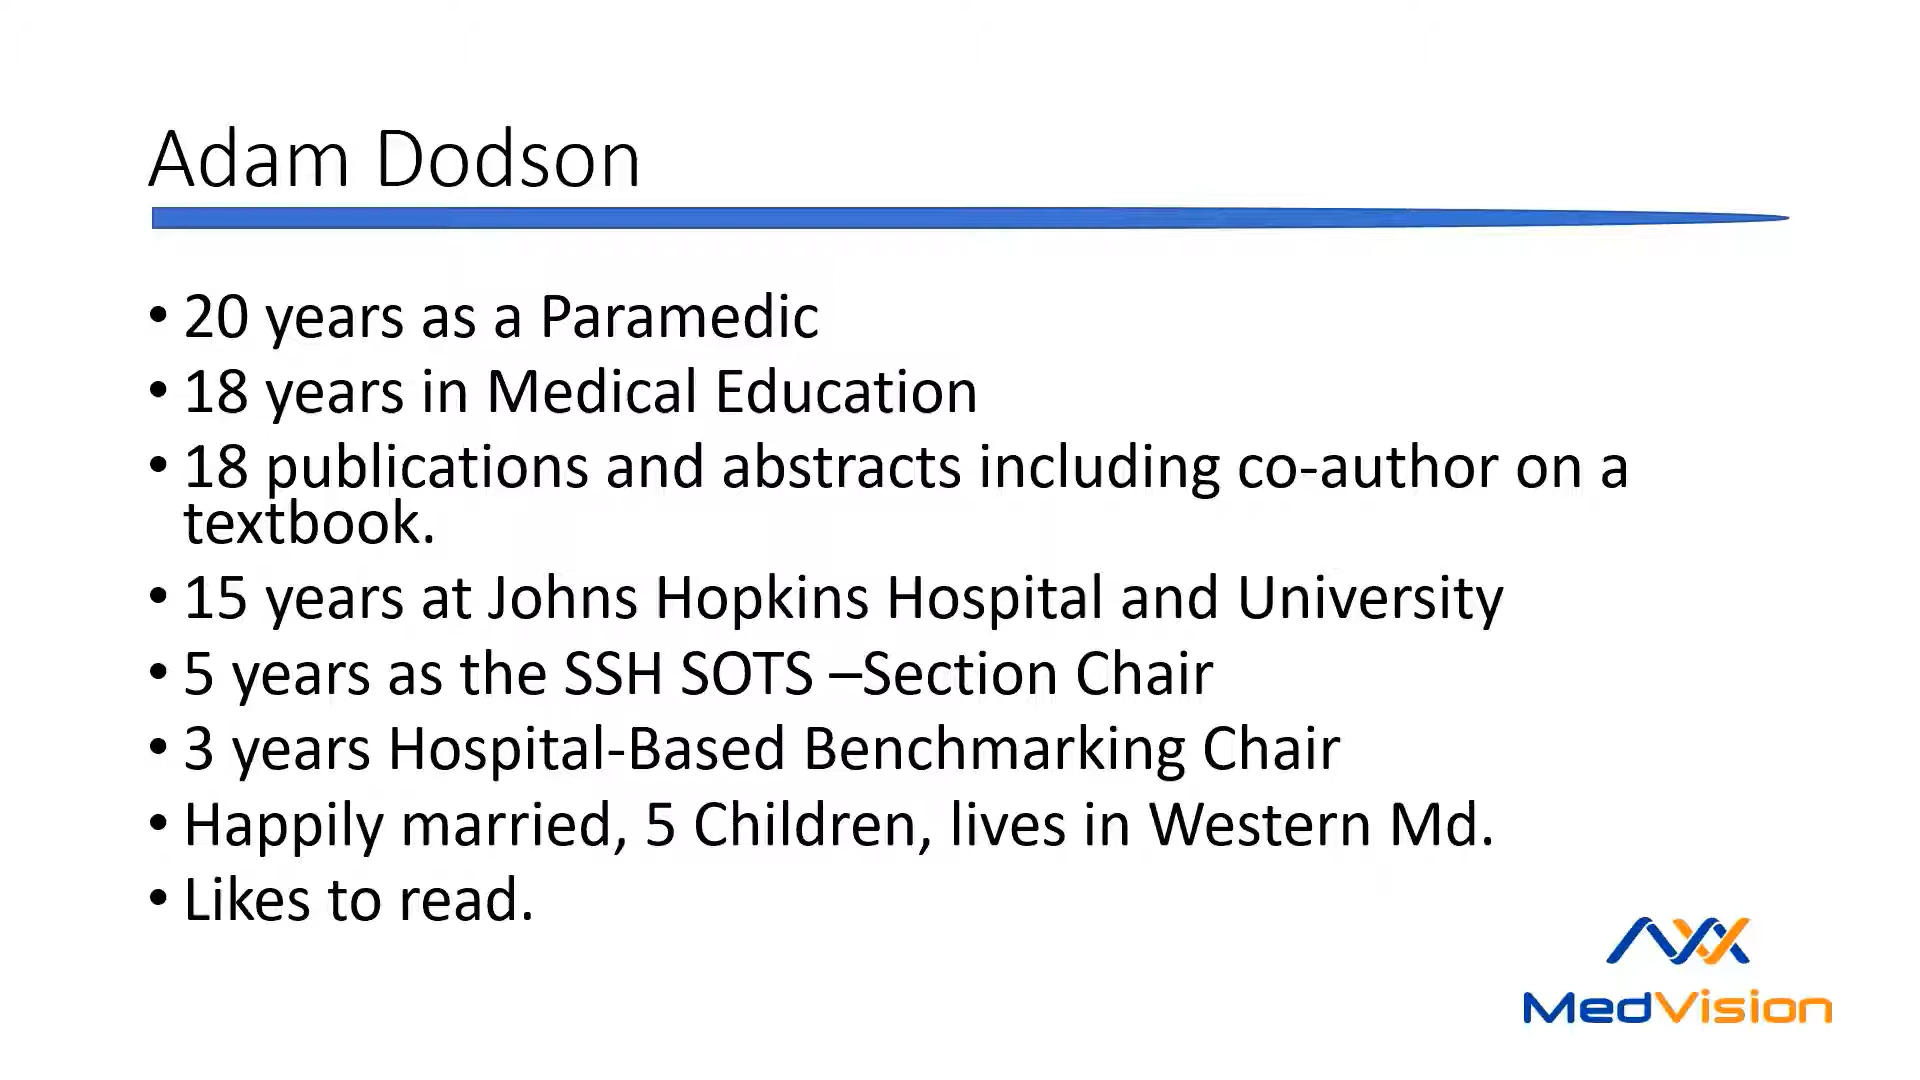 Adam Dodson
• 20 years as a Paramedic
• 18 years in Medical Education
• 18 publications and abstracts including co-author on a
textbook.
• 15 years at Johns Hopkins Hospital and University
• 5 years as the SSH SOTS –Section Chair
• 3 years Hospital-Based Benchmarking Chair
• Happily married, 5 Children, lives in Western Md.
• Likes to read.
MedVision